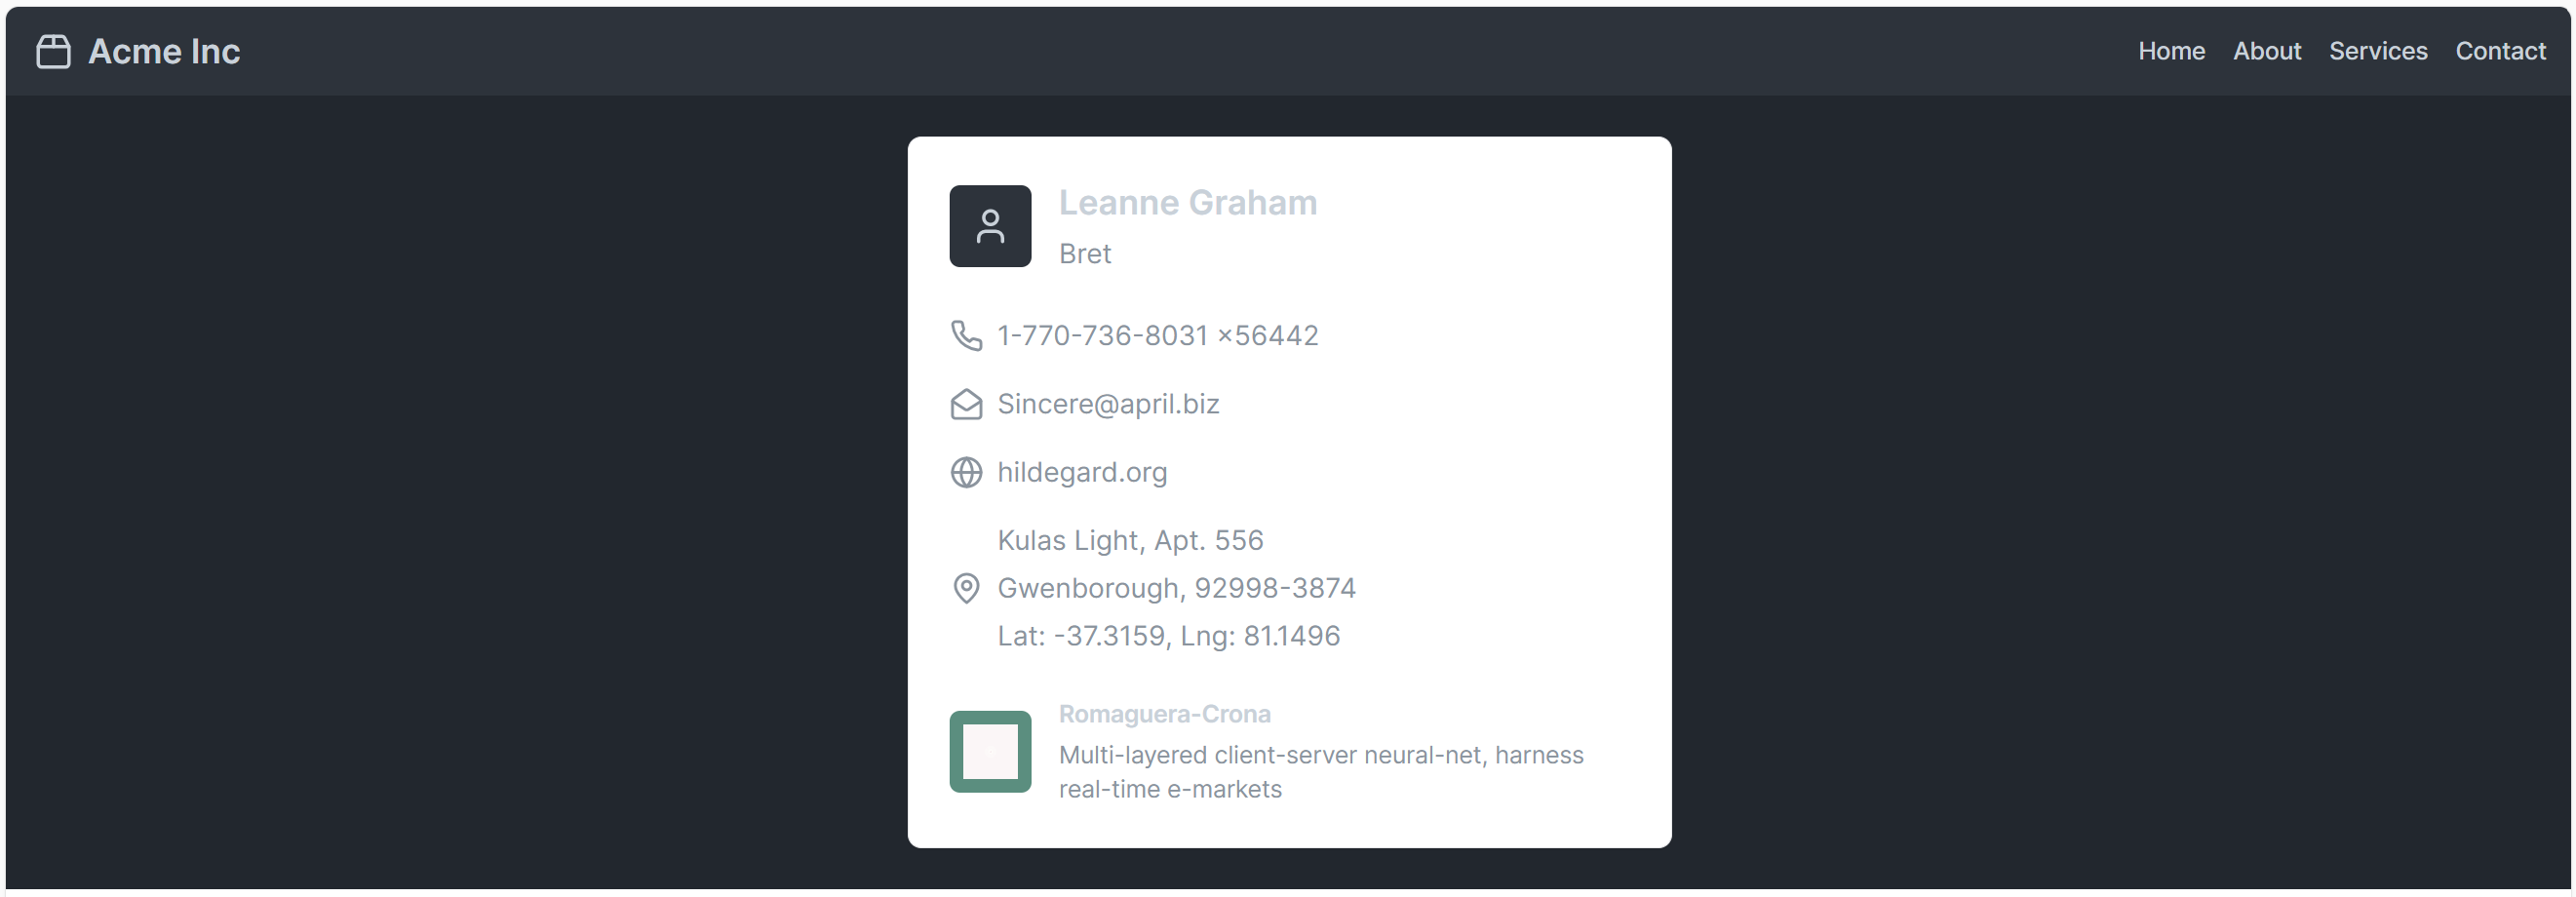 Acme Inc
Home About Services Contact
Leanne Graham
Bret
1-770-736-8031 ×56442
Sincere@april.biz
hildegard.org
Kulas Light, Apt. 556
Gwenborough, 92998-3874
Lat: -37.3159, Lng: 81.1496
Romaguera-Crona
Multi-layered client-server neural-net, harness
real-time e-markets